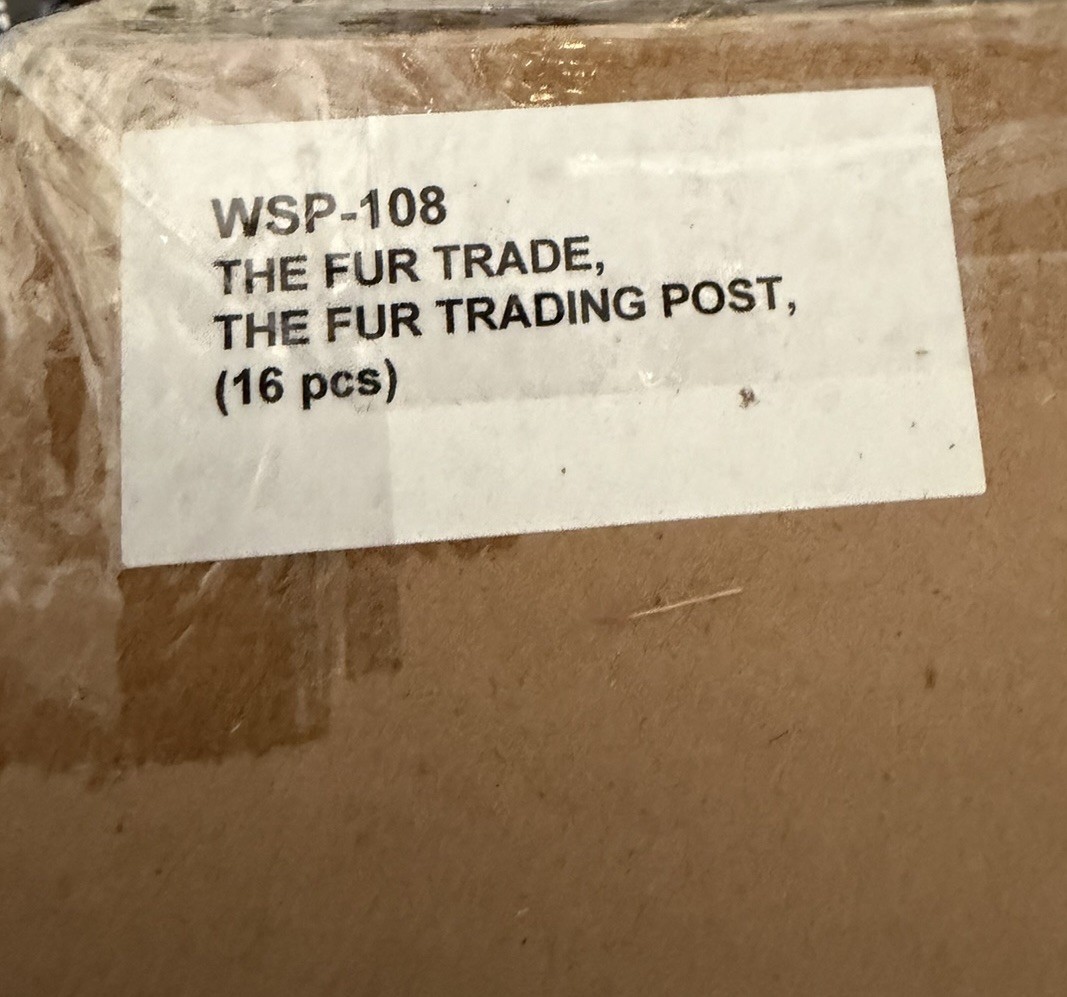 WSP-108
THE FUR TRADE,
THE FUR TRADING POST,
(16 pcs)